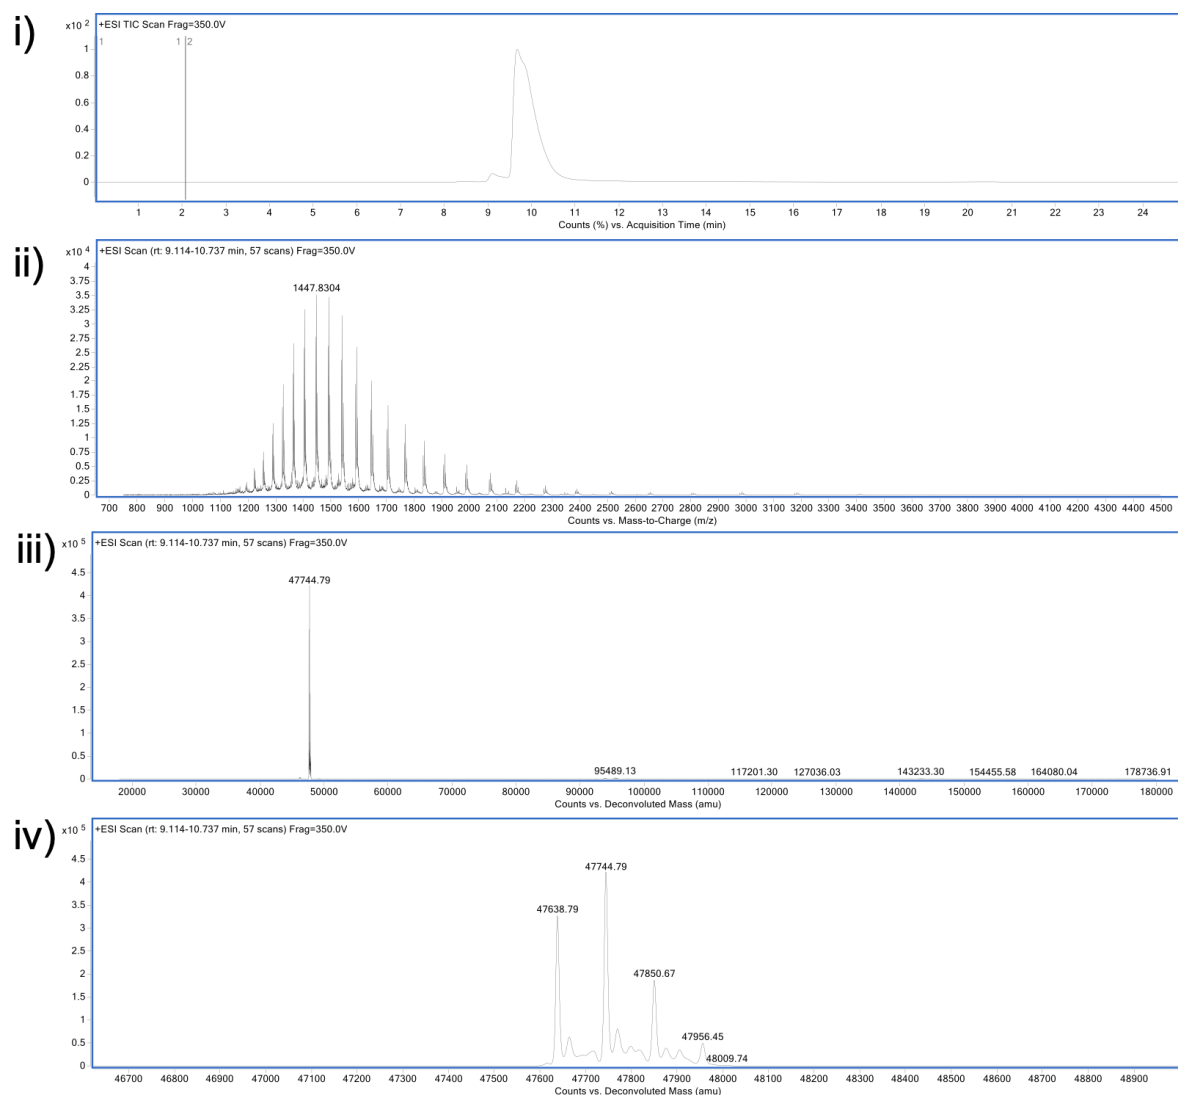 i)
x10 2
+ESI TIC Scan Frag=350.0V
1
1 2
1
0.8
0.6
0.4
0.2
0
1 2 3 4 5 6 7 8 9 10 11 12 13 14 15 16 17 18 19 20 21 22 23 24
Counts (%) vs. Acquisition Time (min)
ii)
x10 4
+ESI Scan (rt: 9.114-10.737 min, 57 scans) Frag=350.0V
1447.8304
4
3.75
3.5
3.25
3
2.75
2.5
2.25
2
1.75
1.5
1.25
1
0.75
0.5
0.25
0
700 800 900 1000 1100 1200 1300 1400 1500 1600 1700 1800 1900 2000 2100 2200 2300 2400 2500 2600 2700 2800 2900 3000 3100 3200 3300 3400 3500 3600 3700 3800 3900 4000 4100 4200 4300 4400 4500
Counts vs. Mass-to-Charge (m/z)
iii)
x10 5
+ESI Scan (rt: 9.114-10.737 min, 57 scans) Frag=350.0V
47744.79
4.5
4
3.5
3
2.5
2
1.5
1
0.5
0
95489.13 117201.30 127036.03 143233.30 154455.58 164080.04 178736.91
20000 30000 40000 50000 60000 70000 80000 90000 100000 110000 120000 130000 140000 150000 160000 170000 180000
Counts vs. Deconvoluted Mass (amu)
iv)
x10 5
+ESI Scan (rt: 9.114-10.737 min, 57 scans) Frag=350.0V
4.5
4
3.5
3
2.5
2
1.5
1
0.5
0
47744.79
47638.79
47850.67
47956.45
48009.74
46700 46800 46900 47000 47100 47200 47300 47400 47500 47600 47700 47800 47900 48000 48100 48200 48300 48400 48500 48600 48700 48800 48900
Counts vs. Deconvoluted Mass (amu)